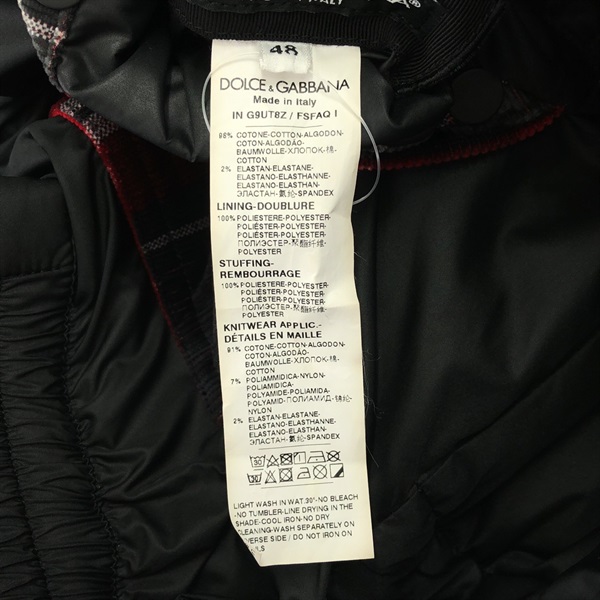 ITALY
48
DOLCE & GABBANA
Made in Italy
IN G9UT8Z / FSFAQ I
98% COTONE-COTTON-ALGODON-
COTON-ALGODÃO-
BAUMWOLLE-ХЛОПОК-棉-
COTTON
2% ELASTAN-ELASTANE-
ELASTANO-ELASTHANNE-
ELASTANO-ELASTHAN-
ЭЛАСТАН-氨纶-SPANDEX
LINING-DOUBLURE
100% POLIESTERE-POLYESTER-
POLIÉSTER-POLYESTER-
POLIÉSTER-POLYESTER-
ПОЛИЭСТЕР-聚酯纤维-
POLYESTER
STUFFING-
REMBOURRAGE
100% POLIESTERE-POLYESTER-
POLIÉSTER-POLYESTER-
POLIÉSTER-POLYESTER-
ПОЛИЭСТЕР-聚酯纤维-
POLYESTER
KNITWEAR APPLIC.-
DÉTAILS EN MAILLE
91% COTONE-COTTON-ALGODON-
COTON-ALGODÃO-
BAUMWOLLE-ХЛОПОК-棉-
COTTON
7% POLIAMMIDICA-NYLON-
POLIAMIDICA-
POLYAMIDE-POLIAMIDA-
POLYAMID-ПОЛИАМИД-锦纶-
NYLON
2% ELASTAN-ELASTANE-
ELASTANO-ELASTHANNE-
ELASTANO-ELASTHAN-
ЭЛАСТАН-氨纶-SPANDEX
30
LIGHT WASH IN WAT.30°-NO BLEACH
-NO TUMBLER-LINE DRYING IN THE
SHADE-COOL IRON-NO DRY
CLEANING-WASH SEPARATELY ON
VERSE SIDE / DO NOT IRON ON